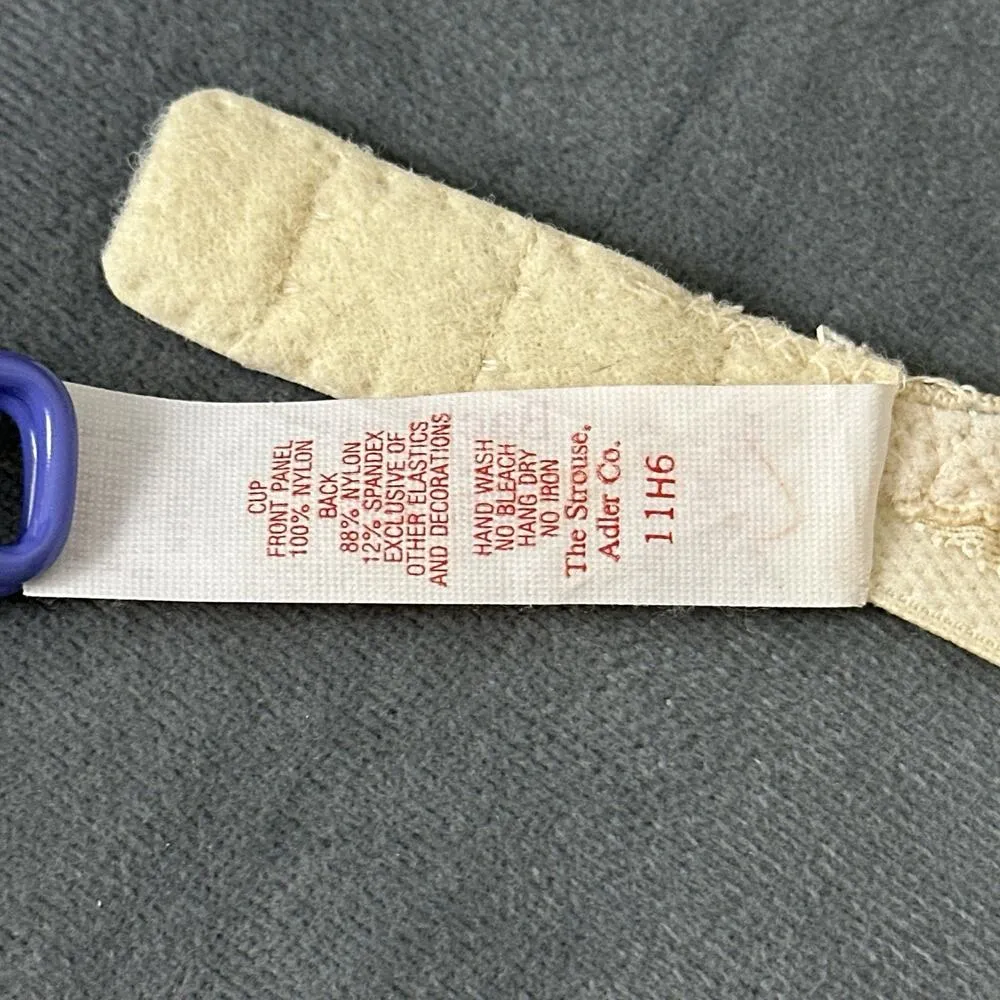 CUP
FRONT PANEL
100% NYLON
BACK
88% NYLON
12% SPANDEX
EXCLUSIVE OF
OTHER ELASTICS
AND DECORATIONS
HAND WASH
NO BLEACH
HANG DRY
NO IRON
The Strouse,
Adler Co.
11H6